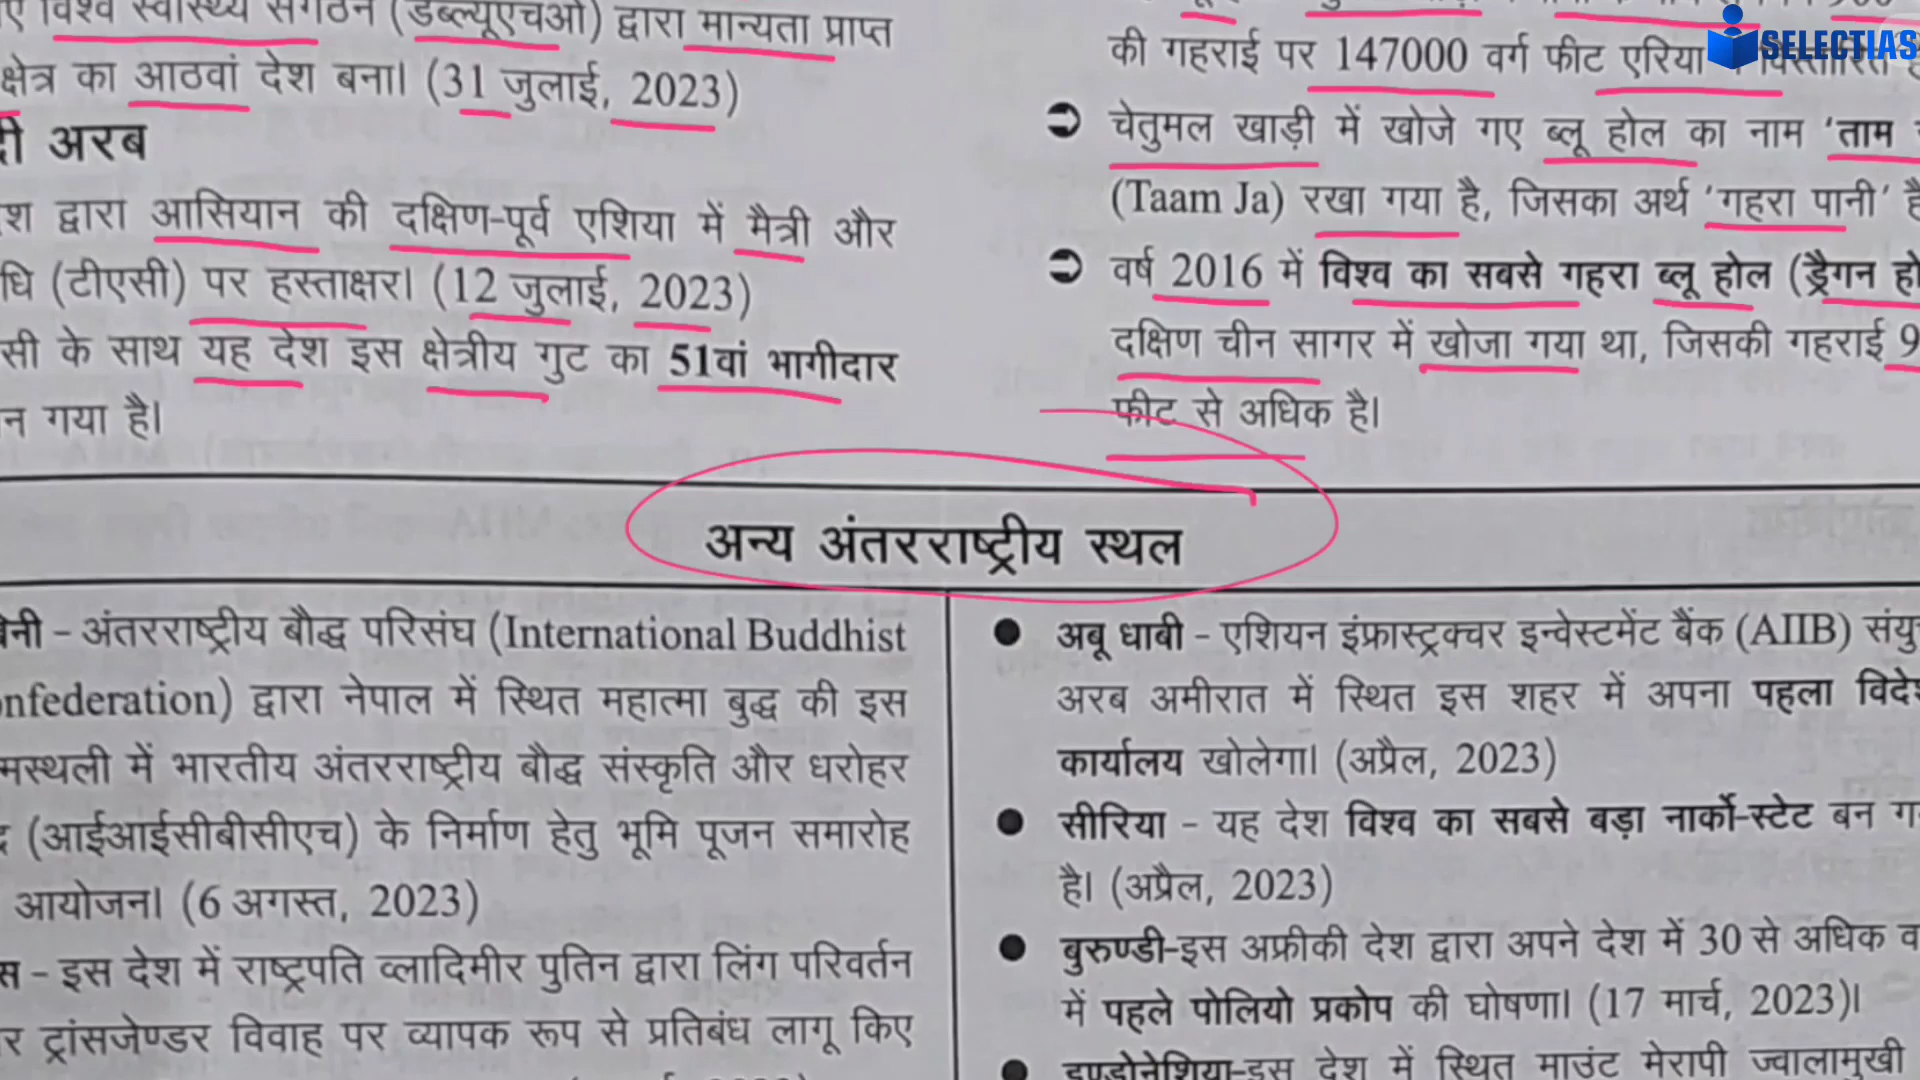 विश्व स्वास्थ्य संगठन (डब्ल्यूएचओ) द्वारा मान्यता प्राप्त
क्षेत्र का आठवां देश बना। (31 जुलाई, 2023)
अरब
द्वारा आसियान की दक्षिण-पूर्व एशिया में मैत्री और
(टीएसी) पर हस्ताक्षर। (12 जुलाई, 2023)
के साथ यह देश इस क्षेत्रीय गुट का 51वां भागीदार
गया है।
की गहराई पर 147000 वर्ग फीट एरिया
SELECTIAS
➲ चेतुमल खाड़ी में खोजे गए ब्लू होल का नाम 'ताम
(Taam Ja) रखा गया है, जिसका अर्थ 'गहरा पानी'
➲ वर्ष 2016 में विश्व का सबसे गहरा ब्लू होल (ड्रैगन
दक्षिण चीन सागर में खोजा गया था, जिसकी गहराई
फीट से अधिक है।
अन्य अंतरराष्ट्रीय स्थल
– अंतरराष्ट्रीय बौद्ध परिसंघ (International Buddhist
द्वारा नेपाल में स्थित महात्मा बुद्ध की इस
में भारतीय अंतरराष्ट्रीय बौद्ध संस्कृति और धरोहर
(आईआईसीबीसीएच) के निर्माण हेतु भूमि पूजन समारोह
आयोजन। (6 अगस्त, 2023)
– इस देश में राष्ट्रपति व्लादिमीर पुतिन द्वारा लिंग परिवर्तन
ट्रांसजेण्डर विवाह पर व्यापक रूप से प्रतिबंध लागू किए
● अबू धाबी – एशियन इंफ्रास्ट्रक्चर इन्वेस्टमेंट बैंक (AIIB)
अरब अमीरात में स्थित इस शहर में अपना पहला
कार्यालय खोलेगा। (अप्रैल, 2023)
● सीरिया – यह देश विश्व का सबसे बड़ा नार्को-स्टेट बन
है। (अप्रैल, 2023)
● बुरुण्डी-इस अफ्रीकी देश द्वारा अपने देश में 30 से अधिक
में पहले पोलियो प्रकोप की घोषणा। (17 मार्च, 2023)।
● इण्डोनेशिया-इस देश में स्थित माउंट मेरापी ज्वालामुखी